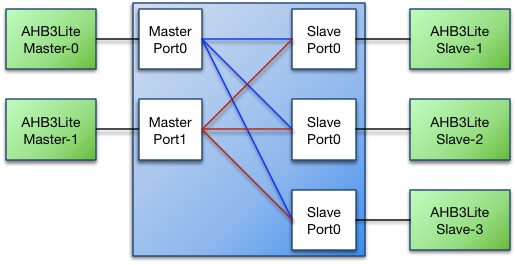 AHB3Lite
Master-0
Master
Port0
Slave
Port0
AHB3Lite
Slave-1
AHB3Lite
Master-1
Master
Port1
Slave
Port0
AHB3Lite
Slave-2
Slave
Port0
AHB3Lite
Slave-3